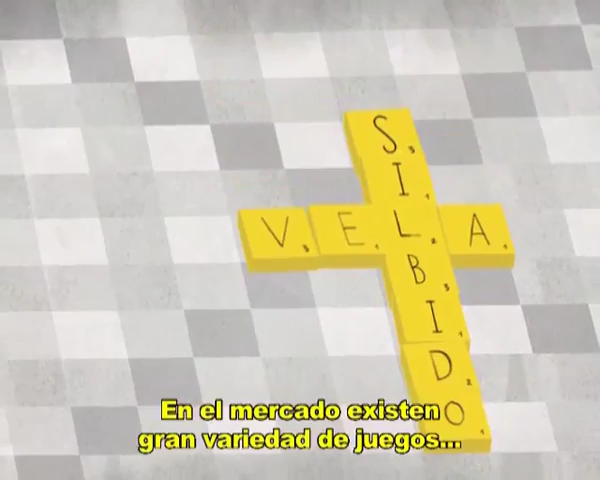 SILBIDO
VELA
En el mercado existen
gran variedad de juegos...